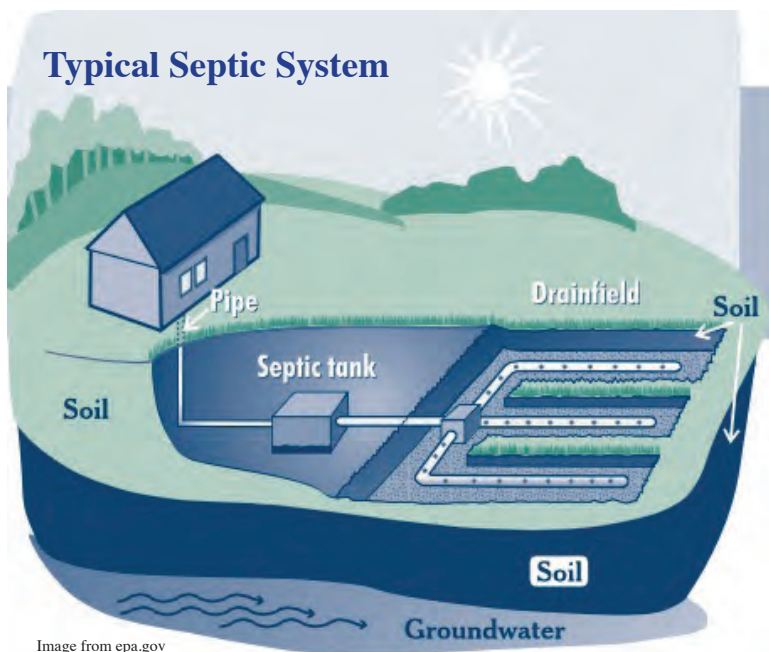 Typical Septic System
Pipe
Drainfield
Soil
Septic tank
Soil
Soil
Groundwater
Image from epa.gov